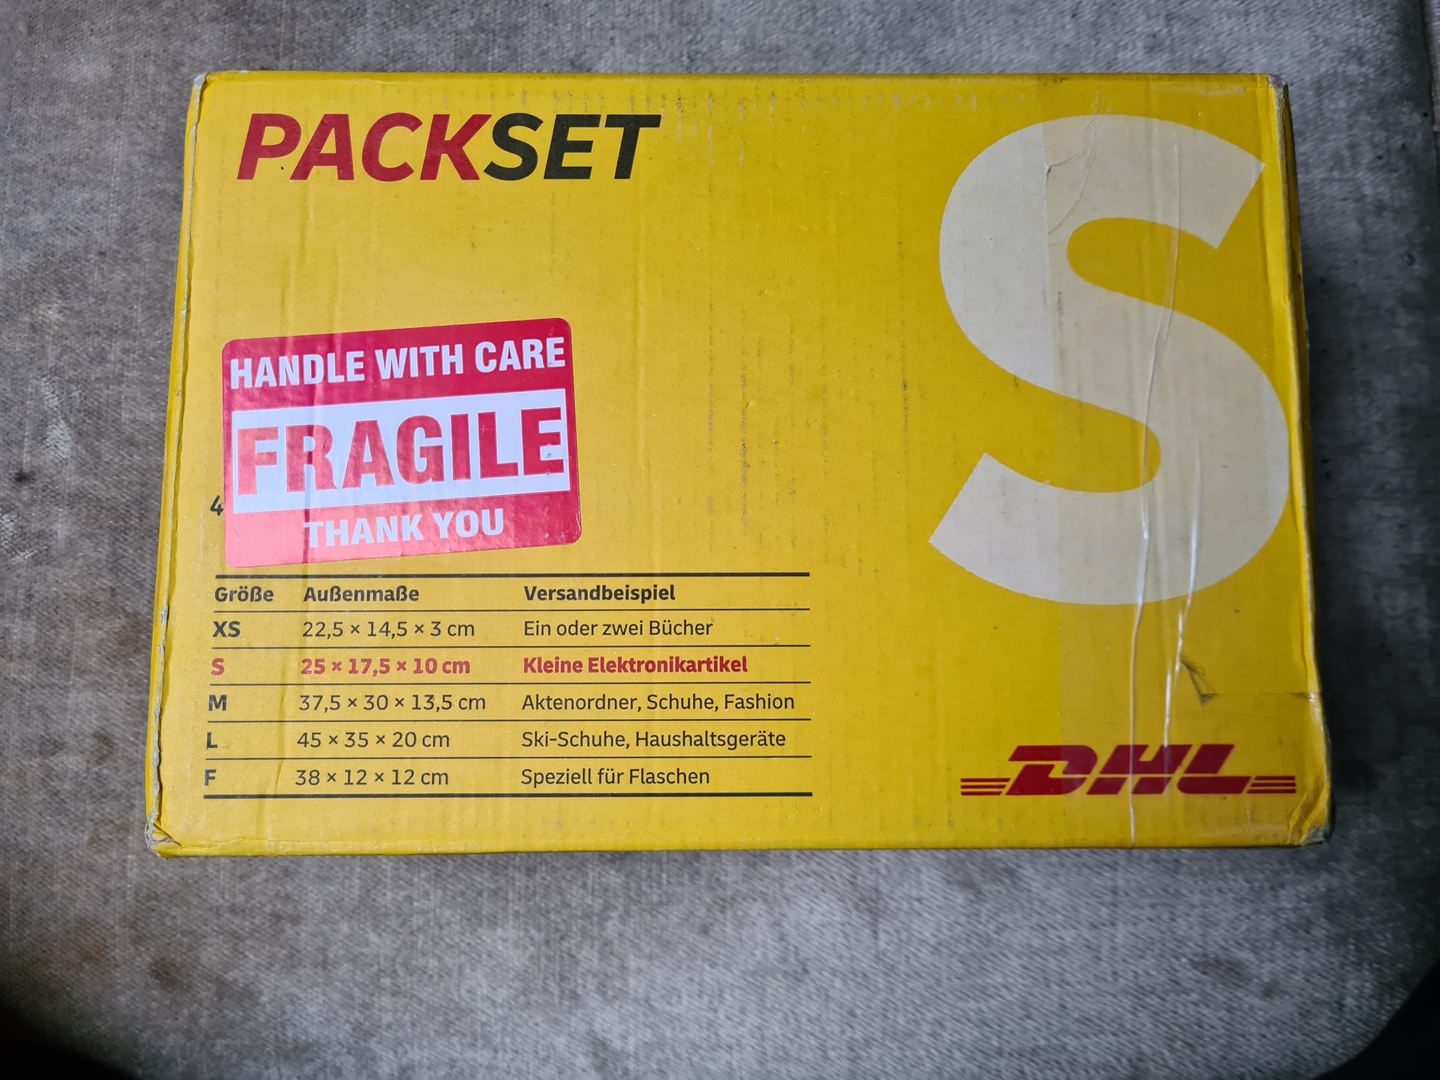 PACKSET
S
HANDLE WITH CARE
FRAGILE
THANK YOU
4
Größe Außenmaße Versandbeispiel
XS 22,5 × 14,5 × 3 cm Ein oder zwei Bücher
S 25 × 17,5 × 10 cm Kleine Elektronikartikel
M 37,5 × 30 × 13,5 cm Aktenordner, Schuhe, Fashion
L 45 × 35 × 20 cm Ski-Schuhe, Haushaltsgeräte
F 38 × 12 × 12 cm Speziell für Flaschen
DHL